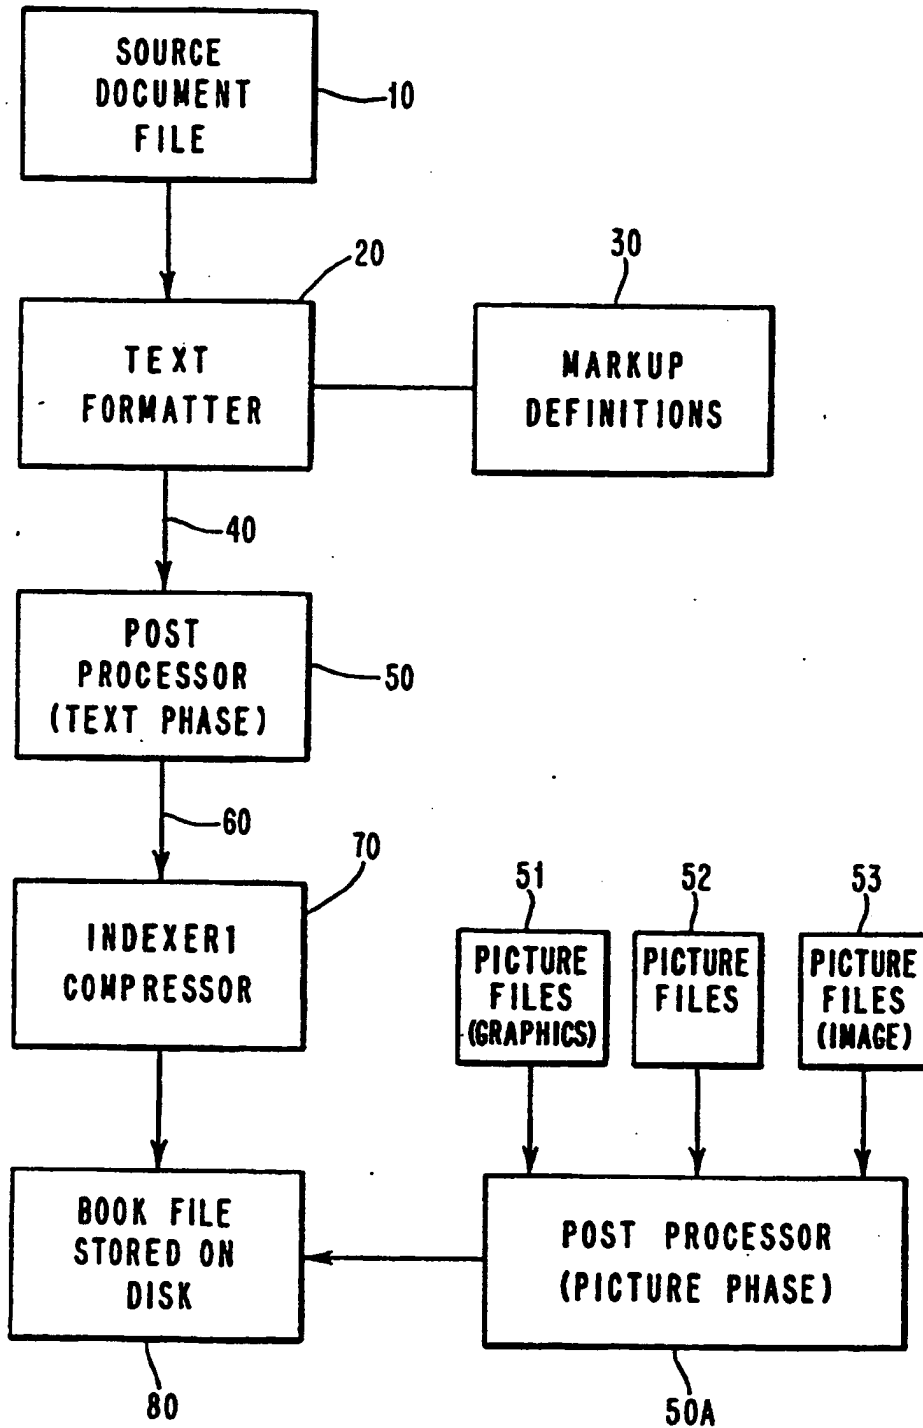 SOURCE
DOCUMENT
FILE
10
20
TEXT
FORMATTER
30
MARKUP
DEFINITIONS
40
POST
PROCESSOR
(TEXT PHASE)
50
60
70
INDEXER1
COMPRESSOR
51
PICTURE
FILES
(GRAPHICS)
52
PICTURE
FILES
53
PICTURE
FILES
(IMAGE)
BOOK FILE
STORED ON
DISK
80
POST PROCESSOR
(PICTURE PHASE)
50A